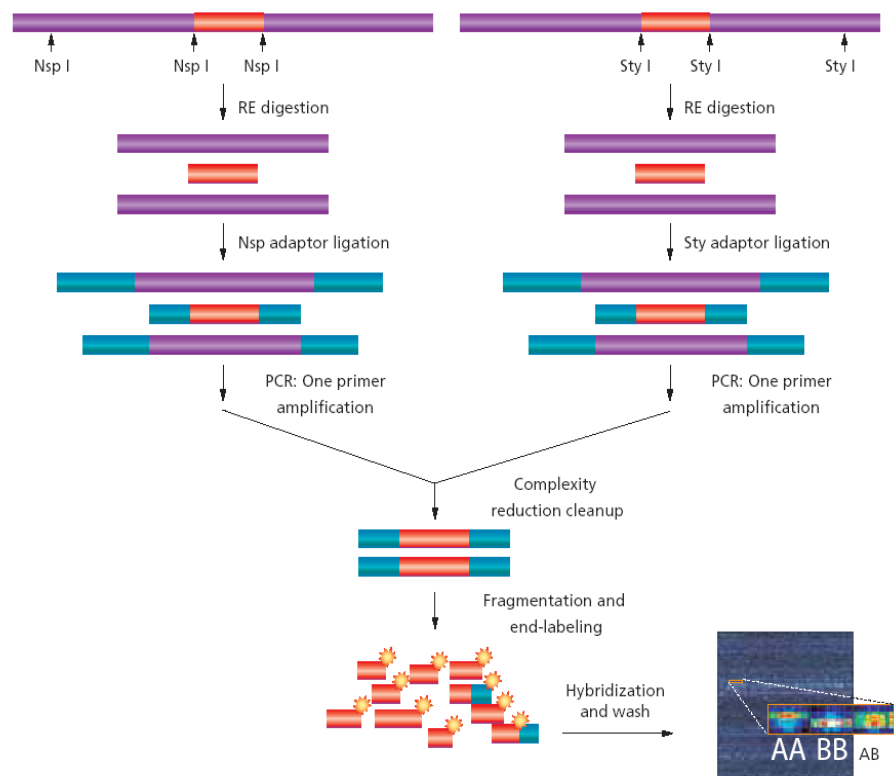 Nsp I Nsp I Nsp I
Sty I Sty I Sty I
RE digestion
RE digestion
Nsp adaptor ligation
Sty adaptor ligation
PCR: One primer
amplification
PCR: One primer
amplification
Complexity
reduction cleanup
Fragmentation and
end-labeling
Hybridization
and wash
AA BB AB